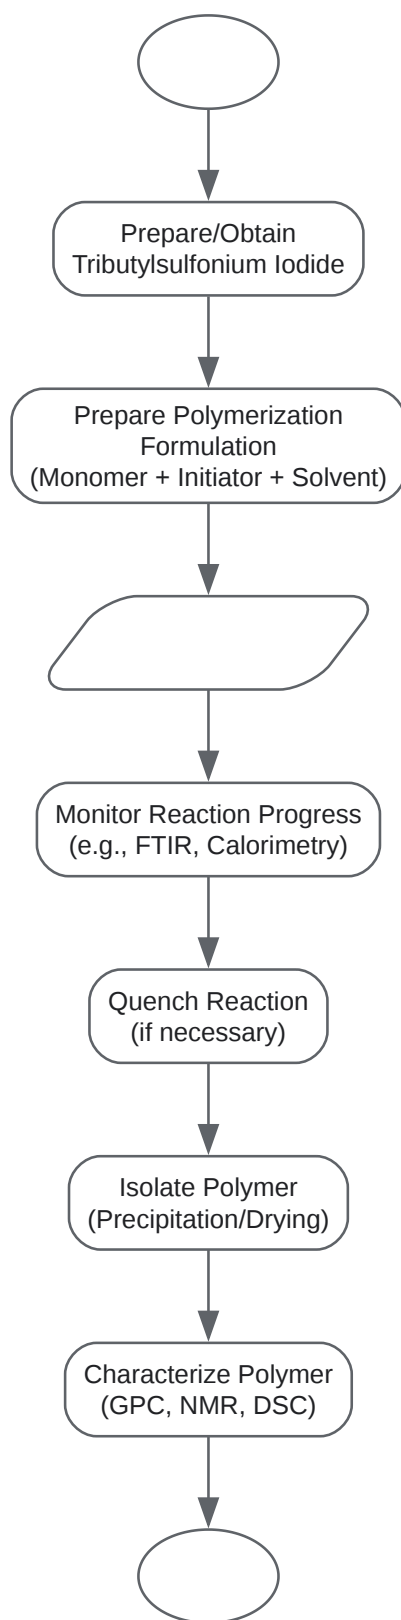 Prepare/Obtain
Tributylsulfonium Iodide
Prepare Polymerization
Formulation
(Monomer + Initiator + Solvent)
Monitor Reaction Progress
(e.g., FTIR, Calorimetry)
Quench Reaction
(if necessary)
Isolate Polymer
(Precipitation/Drying)
Characterize Polymer
(GPC, NMR, DSC)